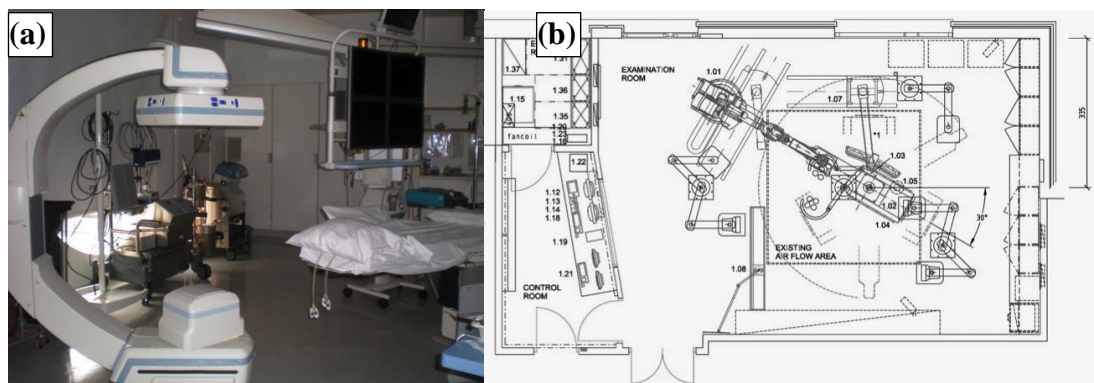 (a)
(b)
1.31
1.37
1.36
1.15
1.35
1.23
fancoil
EXAMINATION
ROOM
1.01
1.07
*1
1.03
1.05
1.02
1.04
30°
335
1.22
1.12
1.13
1.14
1.18
1.19
1.21
EXISTING
AIR FLOW AREA
1.08
CONTROL
ROOM